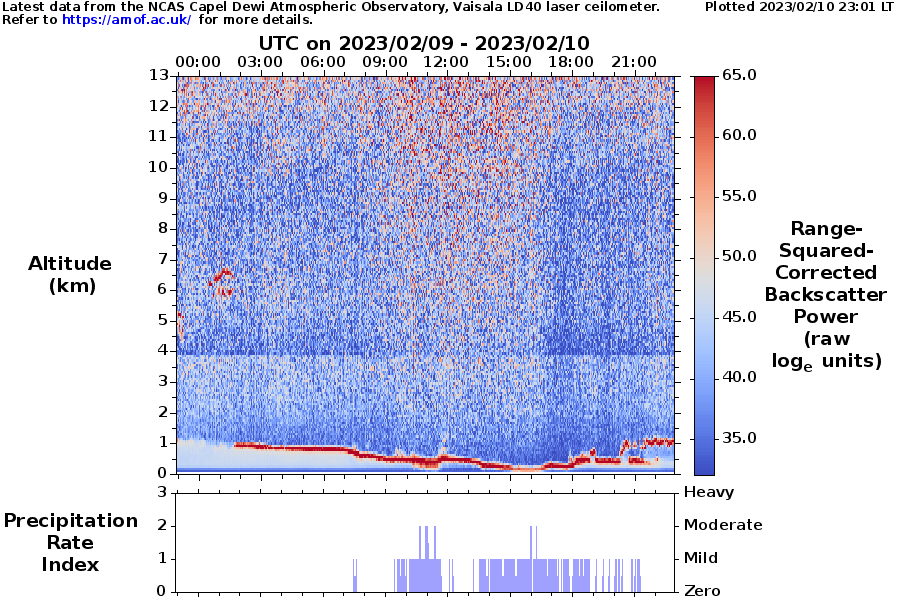 Latest data from the NCAS Capel Dewi Atmospheric Observatory, Vaisala LD40 laser ceilometer. Plotted 2023/02/10 23:01 LT
Refer to https://amof.ac.uk/ for more details.
UTC on 2023/02/09 - 2023/02/10
00:00 03:00 06:00 09:00 12:00 15:00 18:00 21:00
13
12
11
10
9
8
7
6
5
4
3
2
1
0
Altitude
(km)
65.0
60.0
55.0
50.0
45.0
40.0
35.0
Range-
Squared-
Corrected
Backscatter
Power
(raw
loge units)
Precipitation
Rate
Index
3
2
1
0
Heavy
Moderate
Mild
Zero